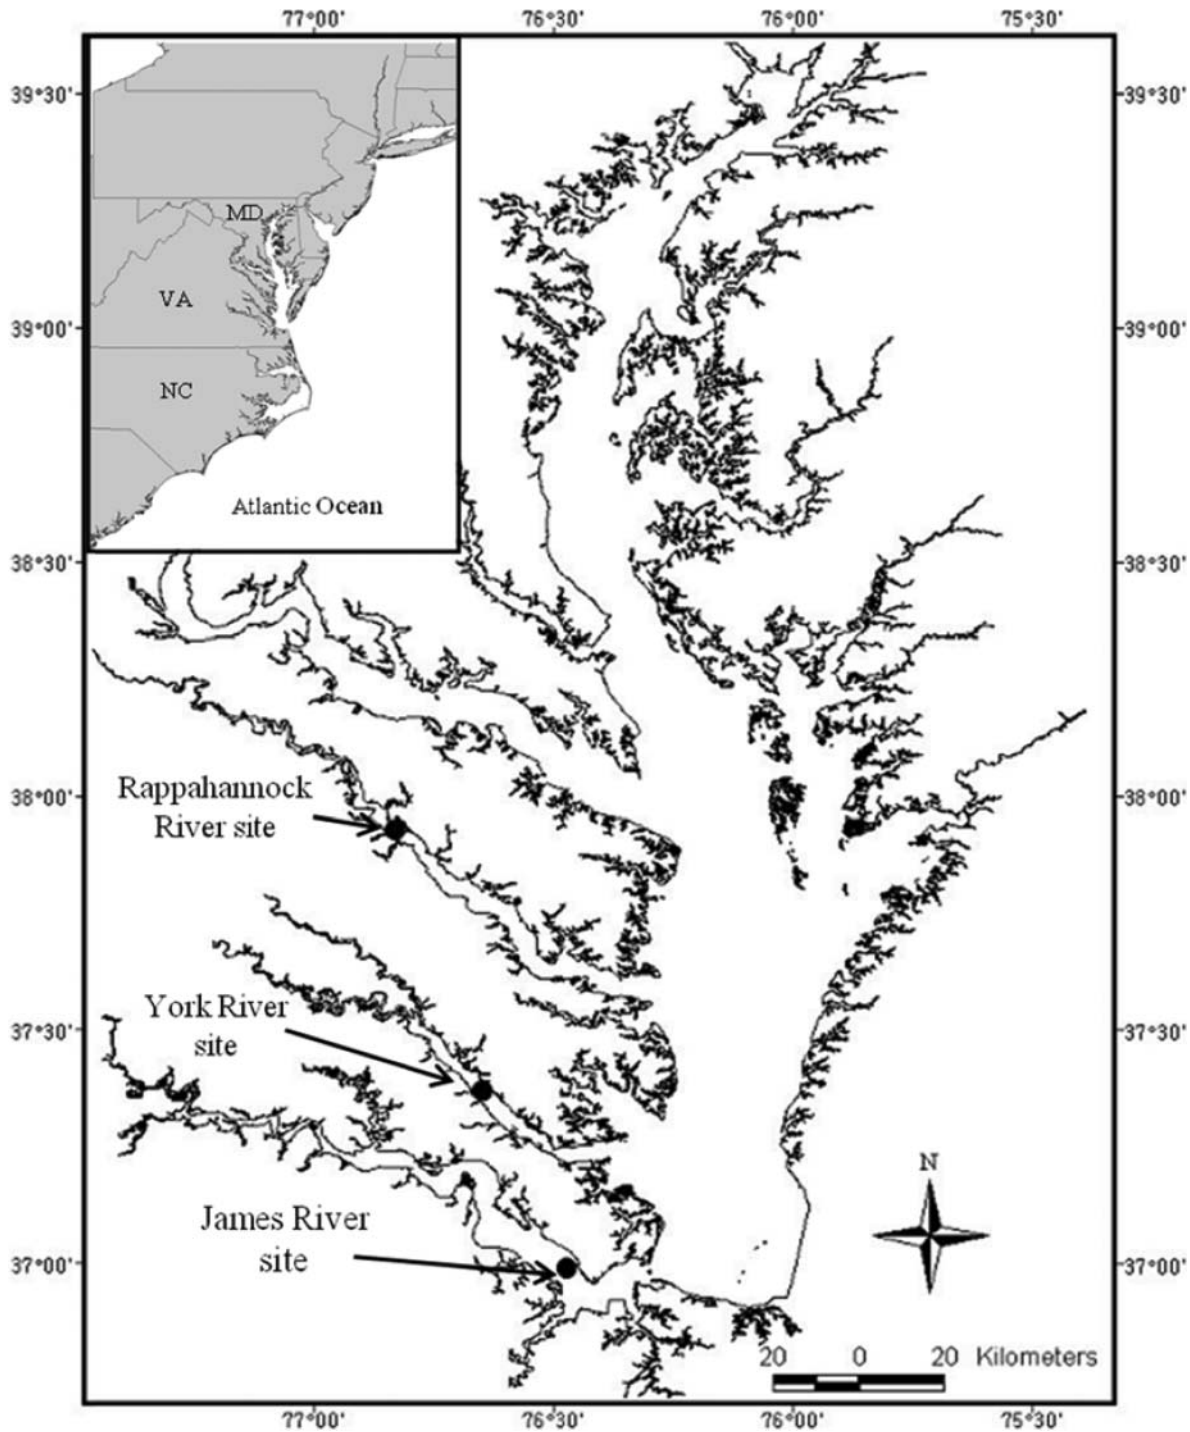 77°00' 76°30' 76°00' 75°30'
39°30' 39°30'
MD
VA
39°00' 39°00'
NC
Atlantic Ocean
38°30' 38°30'
Rappahannock
River site
38°00' 38°00'
York River
site
37°30' 37°30'
N
James River
site
37°00' 37°00'
20 0 20 Kilometers
77°00' 76°30' 76°00' 75°30'